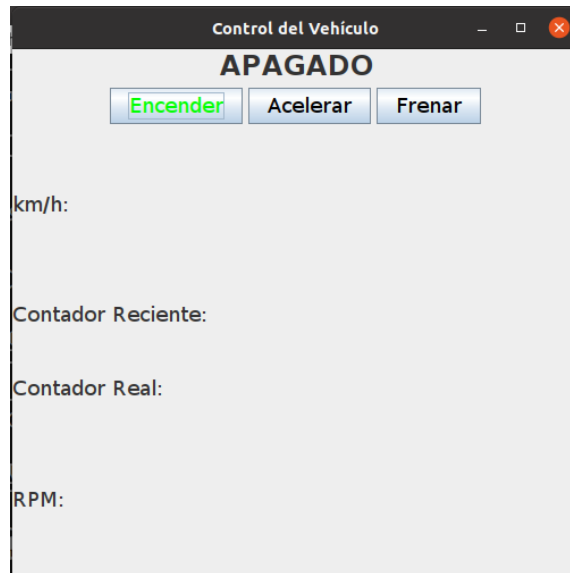 Control del Vehículo
APAGADO
Encender Acelerar Frenar
km/h:
Contador Reciente:
Contador Real:
RPM: